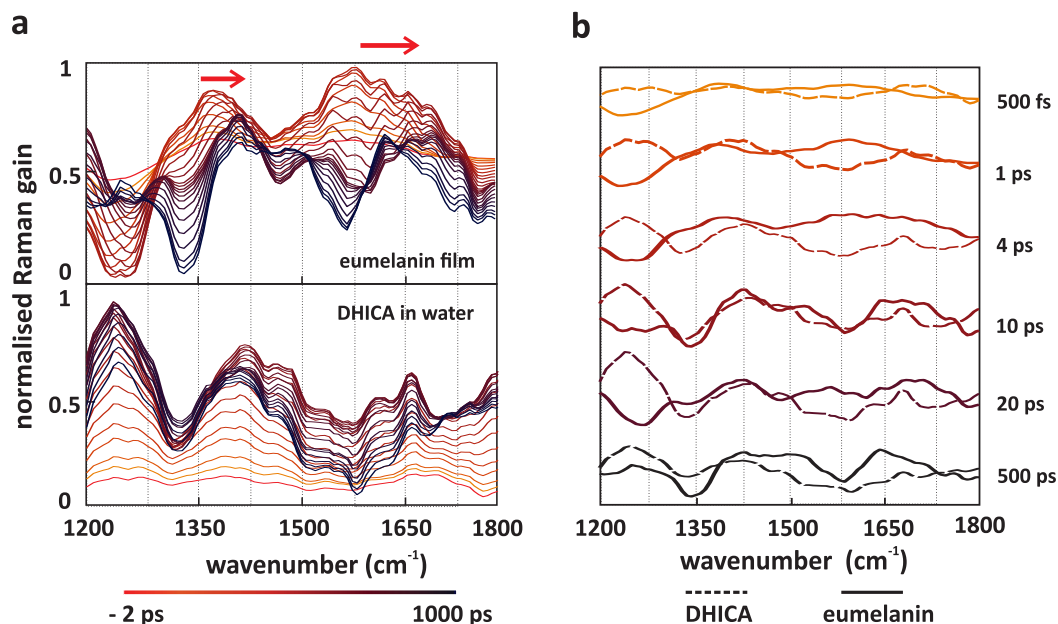 a
1
0.5
0
normalised Raman gain
eumelanin film
1
0.5
0
DHICA in water
1200 1350 1500 1650 1800
wavenumber (cm-1)
- 2 ps 1000 ps
b
500 fs
1 ps
4 ps
10 ps
20 ps
500 ps
1200 1350 1500 1650 1800
wavenumber (cm-1)
DHICA eumelanin